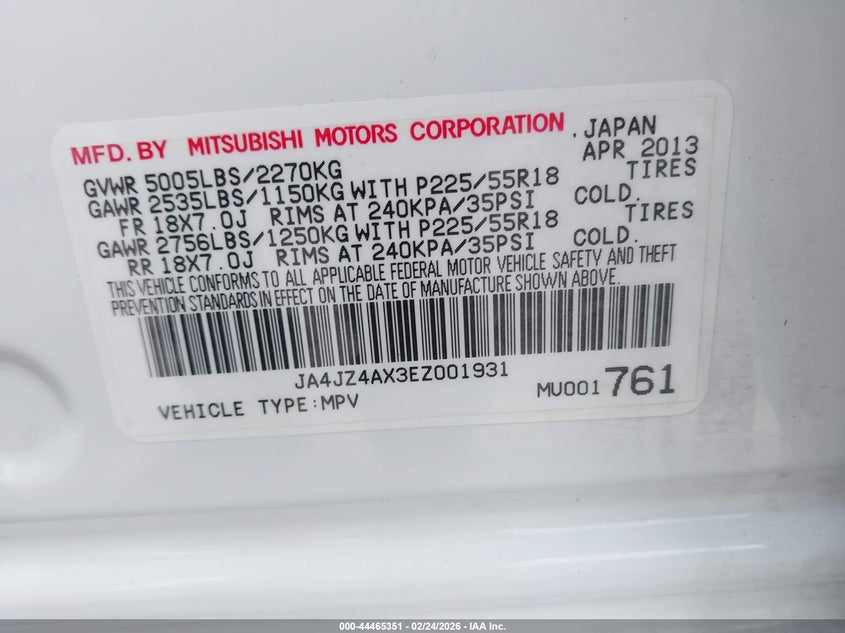 MFD. BY MITSUBISHI MOTORS CORPORATION . JAPAN
APR 2013
GVWR 5005LBS/2270KG
GAWR 2535LBS/1150KG WITH P225/55R18 TIRES
FR 18X7.0J RIMS AT 240KPA/35PSI COLD.
GAWR 2756LBS/1250KG WITH P225/55R18 TIRES
RR 18X7.0J RIMS AT 240KPA/35PSI COLD.
THIS VEHICLE CONFORMS TO ALL APPLICABLE FEDERAL MOTOR VEHICLE SAFETY AND THEFT
PREVENTION STANDARDS IN EFFECT ON THE DATE OF MANUFACTURE SHOWN ABOVE.
JA4JZ4AX3EZ001931
VEHICLE TYPE:MPV MU001 761
000-44465351 | 02/24/2026 - IAA Inc.